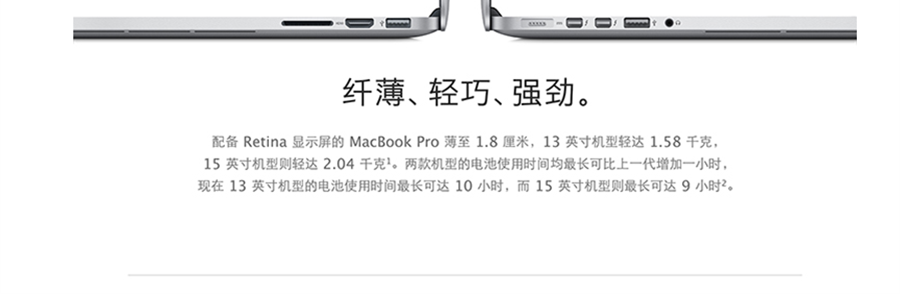 纤薄、轻巧、强劲。
配备 Retina 显示屏的 MacBook Pro 薄至 1.8 厘米，13 英寸机型轻达 1.58 千克，
15 英寸机型则轻达 2.04 千克¹。两款机型的电池使用时间均最长可比上一代增加一小时，
现在 13 英寸机型的电池使用时间最长可达 10 小时，而 15 英寸机型则最长可达 9 小时²。